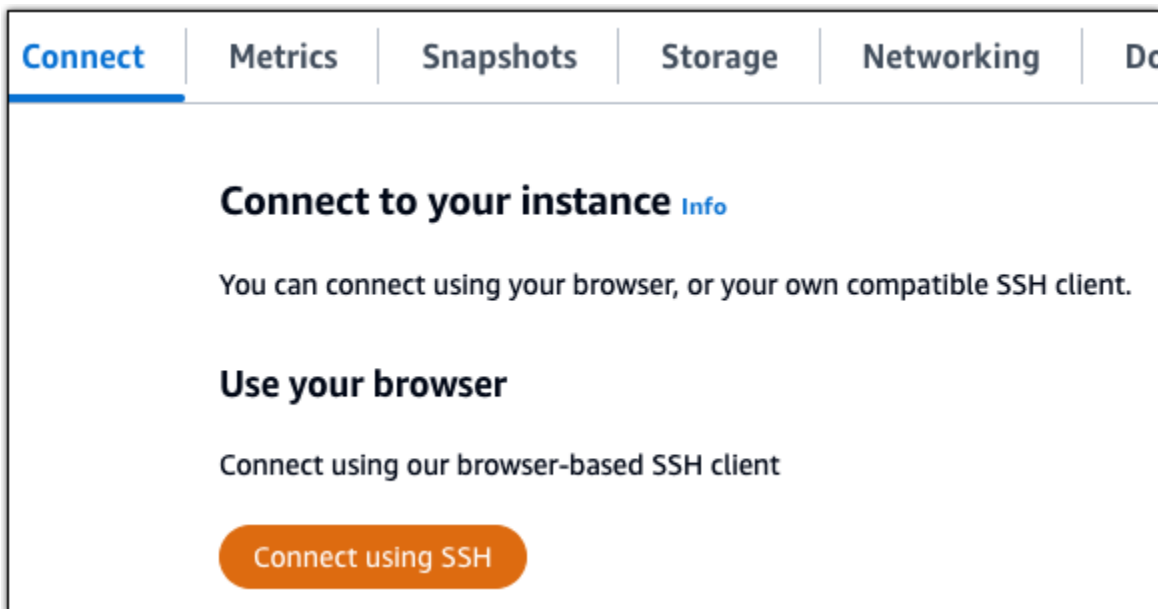 Connect Metrics Snapshots Storage Networking
Connect to your instance Info
You can connect using your browser, or your own compatible SSH client.
Use your browser
Connect using our browser-based SSH client
Connect using SSH